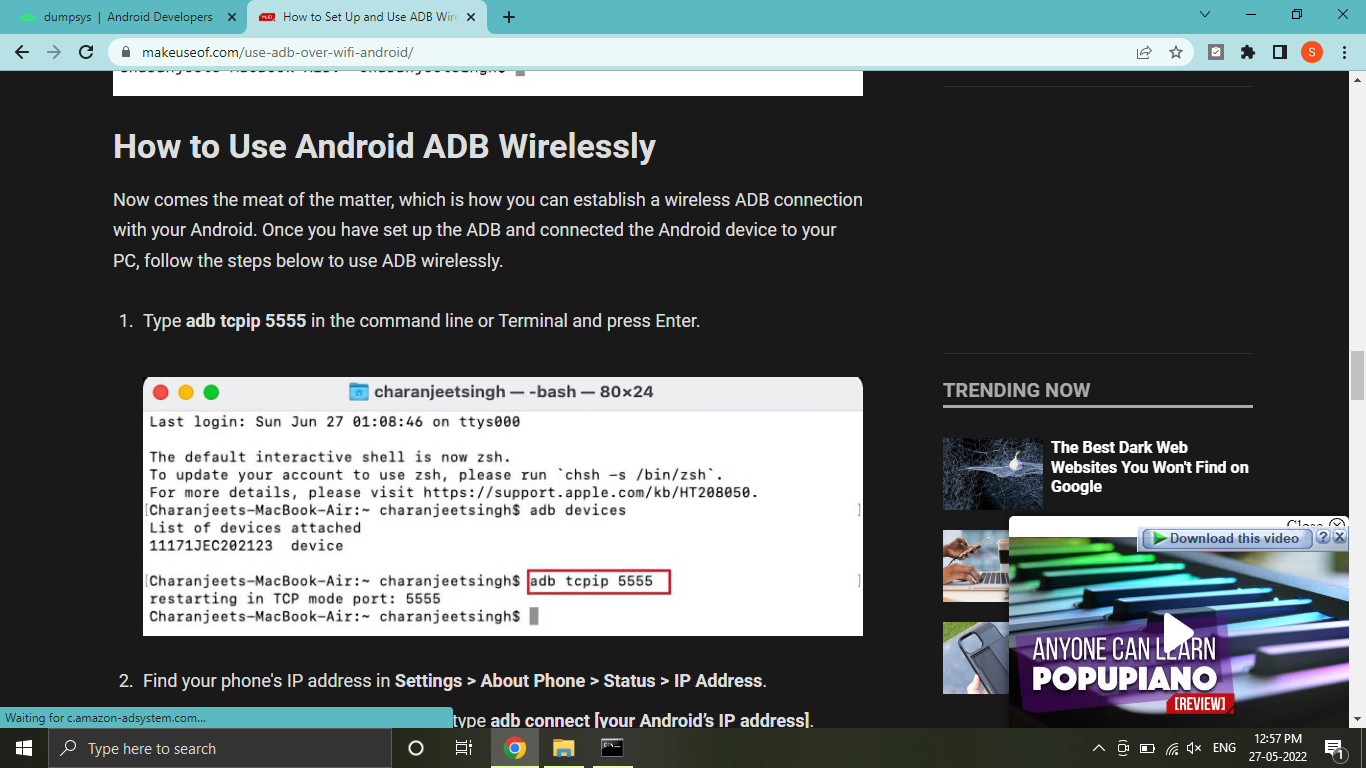 dumpsys | Android Developers
How to Set Up and Use ADB Wire
makeuseof.com/use-adb-over-wifi-android/
S
How to Use Android ADB Wirelessly
Now comes the meat of the matter, which is how you can establish a wireless ADB connection
with your Android. Once you have set up the ADB and connected the Android device to your
PC, follow the steps below to use ADB wirelessly.
1. Type adb tcpip 5555 in the command line or Terminal and press Enter.
charanjeetsingh — -bash — 80×24
Last login: Sun Jun 27 01:08:46 on ttys000
The default interactive shell is now zsh.
To update your account to use zsh, please run `chsh -s /bin/zsh`.
For more details, please visit https://support.apple.com/kb/HT208050.
[Charanjeets-MacBook-Air:~ charanjeetsingh$ adb devices ]
List of devices attached
11171JEC202123 device
[Charanjeets-MacBook-Air:~ charanjeetsingh$ adb tcpip 5555 ]
restarting in TCP mode port: 5555
Charanjeets-MacBook-Air:~ charanjeetsingh$
2. Find your phone's IP address in Settings > About Phone > Status > IP Address.
type adb connect [your Android's IP address].
TRENDING NOW
The Best Dark Web
Websites You Won't Find on
Google
Close
Download this video ? X
ANYONE CAN LEARN
POPUPIANO
[REVIEW]
Waiting for c.amazon-adsystem.com...
Type here to search
ENG
12:57 PM
27-05-2022
1